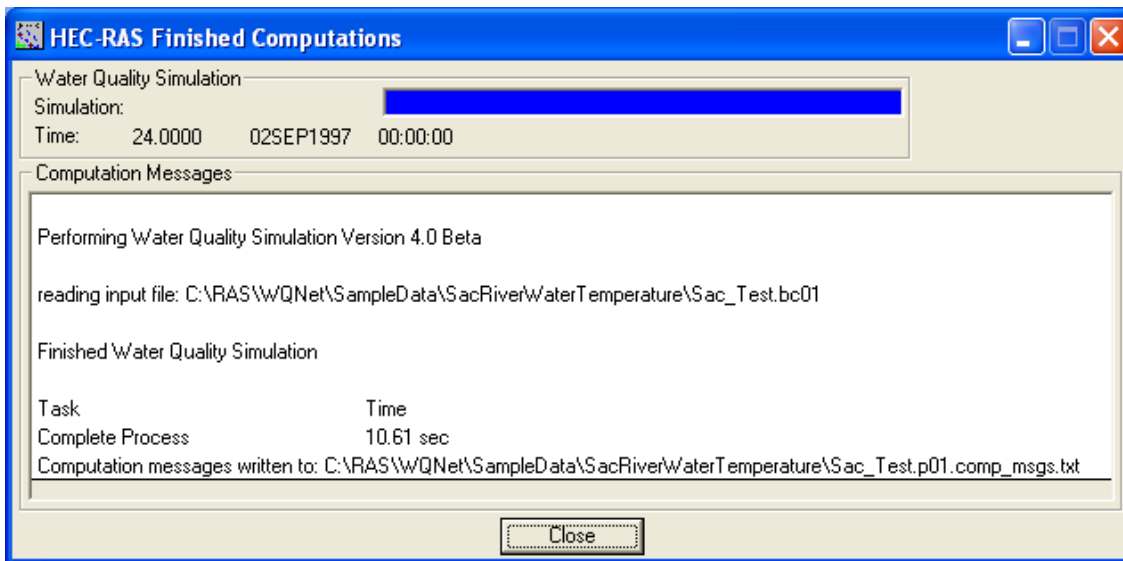 HEC-RAS Finished Computations
Water Quality Simulation
Simulation:
Time: 24.0000 02SEP1997 00:00:00
Computation Messages
Performing Water Quality Simulation Version 4.0 Beta
reading input file: C:\RAS\WQNet\SampleData\SacRiverWaterTemperature\Sac_Test.bc01
Finished Water Quality Simulation
Task Time
Complete Process 10.61 sec
Computation messages written to: C:\RAS\WQNet\SampleData\SacRiverWaterTemperature\Sac_Test.p01.comp_msgs.txt
Close